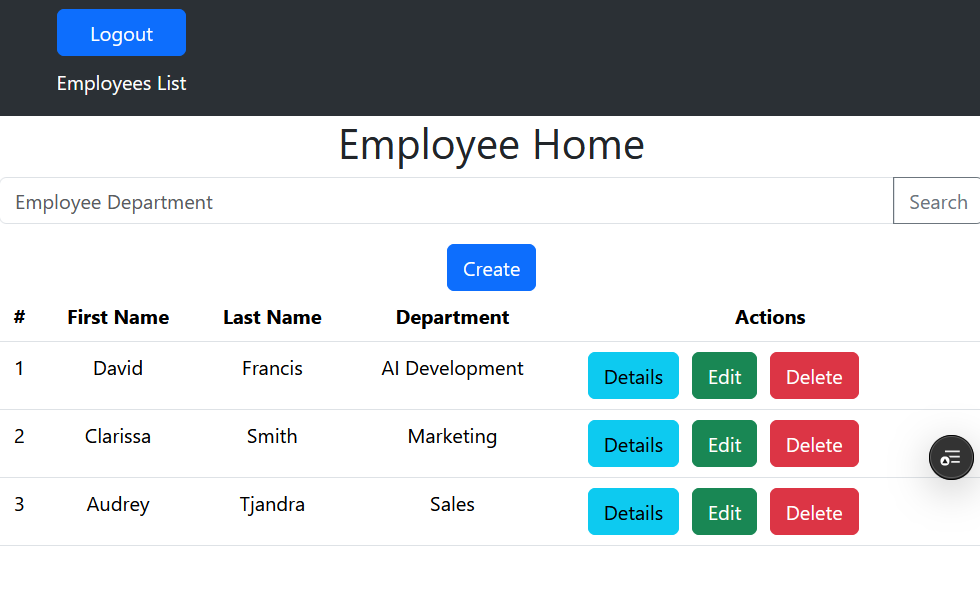 Logout
Employees List
Employee Home
Employee Department Search
Create
# First Name Last Name Department Actions
1 David Francis AI Development Details Edit Delete
2 Clarissa Smith Marketing Details Edit Delete
3 Audrey Tjandra Sales Details Edit Delete